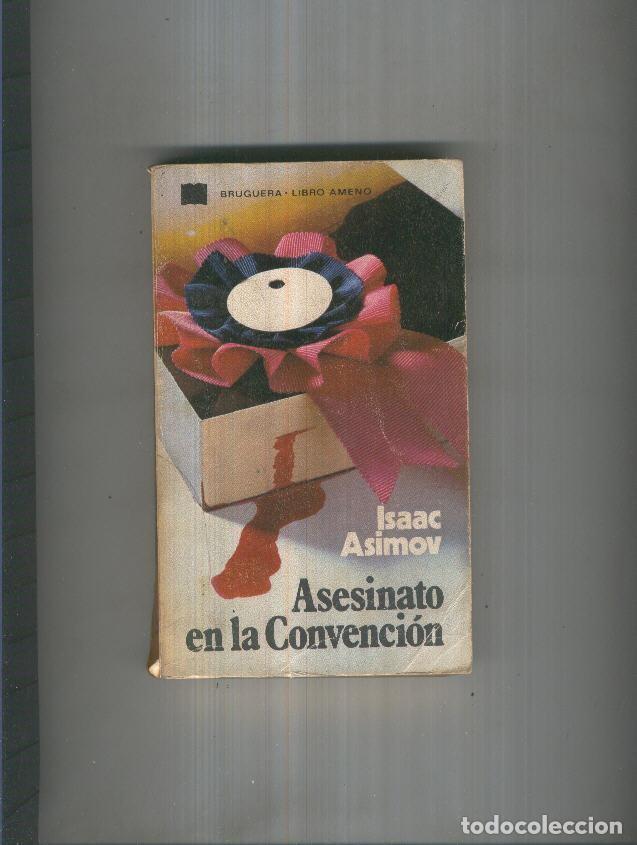 BRUGUERA · LIBRO AMENO
Isaac
Asimov
Asesinato
en la Convención
todocoleccion